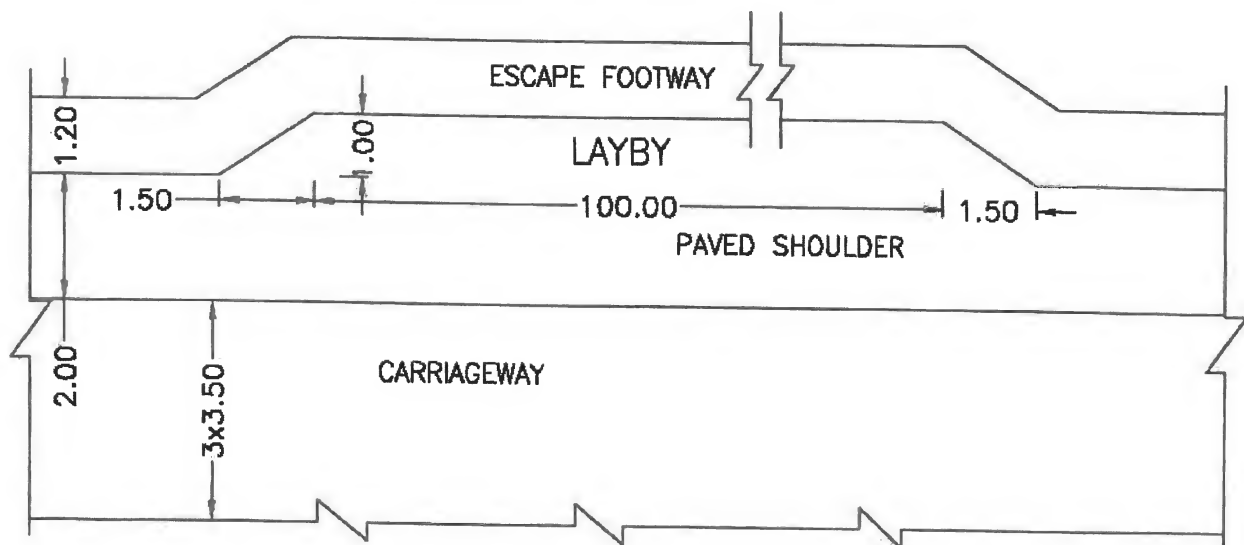 ESCAPE FOOTWAY
1.20
1.00
LAYBY
1.50
100.00
1.50
PAVED SHOULDER
2.00
3x3.50
CARRIAGEWAY